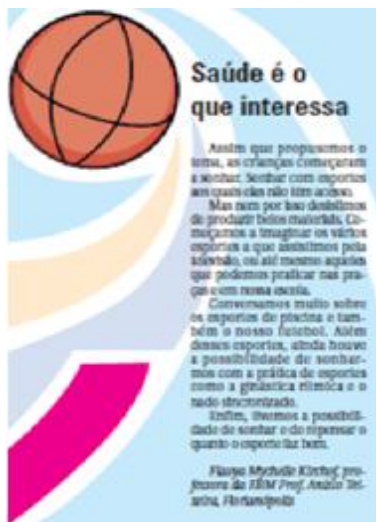 Saúde é o
que interessa
Assim que propusemos o
tema, as crianças começaram
a sonhar. Sonhar com esportes
aos quais elas não têm acesso.
Mas nem por isso desistimos
de produzir belos materiais. Co-
meçamos a imaginar os vários
esportes a que assistimos pela
televisão, ou até mesmo aqueles
que podemos praticar nas pra-
ças e em nossa escola.
Conversamos muito sobre
os esportes de piscina e tam-
bém o nosso futebol. Além
desses esportes, ainda houve
a possibilidade de sonhar-
mos com a prática de esportes
como a ginástica rítmica e o
nado sincronizado.
Enfim, tivemos a possibili-
dade de sonhar e do repensar o
quanto o esporte faz bem.
Mychelle pro-
fessora da EBM Prof. Anísio Tei-
xeira, Florianópolis